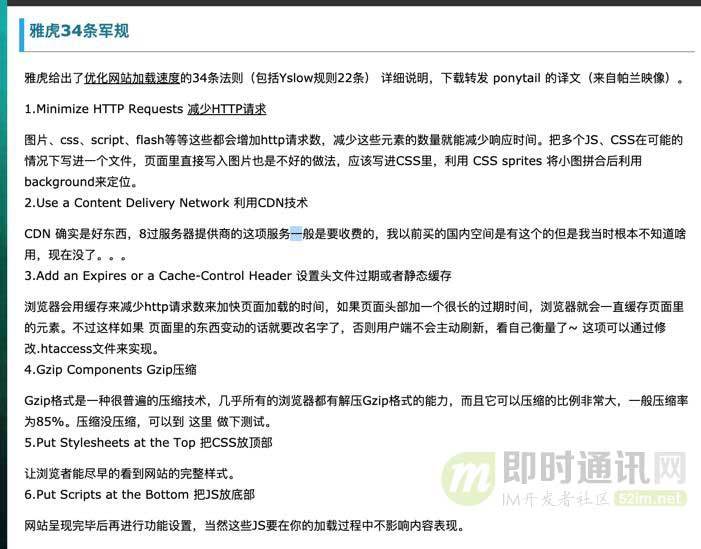 雅虎34条军规
雅虎给出了优化网站加载速度的34条法则（包括Yslow规则22条） 详细说明，下载转发 ponytail 的译文（来自帕兰映像）。
1.Minimize HTTP Requests 减少HTTP请求
图片、css、script、flash等等这些都会增加http请求数，减少这些元素的数量就能减少响应时间。把多个JS、CSS在可能的
情况下写进一个文件，页面里直接写入图片也是不好的做法，应该写进CSS里，利用 CSS sprites 将小图拼合后利用
background来定位。
2.Use a Content Delivery Network 利用CDN技术
CDN 确实是好东西，8过服务器提供商的这项服务一般是要收费的，我以前买的国内空间是有这个的但是我当时根本不知道啥
用，现在没了。。。
3.Add an Expires or a Cache-Control Header 设置头文件过期或者静态缓存
浏览器会用缓存来减少http请求数来加快页面加载的时间，如果页面头部加一个很长的过期时间，浏览器就会一直缓存页面里
的元素。不过这样如果 页面里的东西变动的话就要改名字了，否则用户端不会主动刷新，看自己衡量了~ 这项可以通过修
改.htaccess文件来实现。
4.Gzip Components Gzip压缩
Gzip格式是一种很普遍的压缩技术，几乎所有的浏览器都有解压Gzip格式的能力，而且它可以压缩的比例非常大，一般压缩率
为85%。压缩没压缩，可以到 这里 做下测试。
5.Put Stylesheets at the Top 把CSS放顶部
让浏览者能尽早的看到网站的完整样式。
6.Put Scripts at the Bottom 把JS放底部
网站呈现完毕后再进行功能设置，当然这些JS要在你的加载过程中不影响内容表现。
m 即时通讯网
IM开发者社区 52im.net